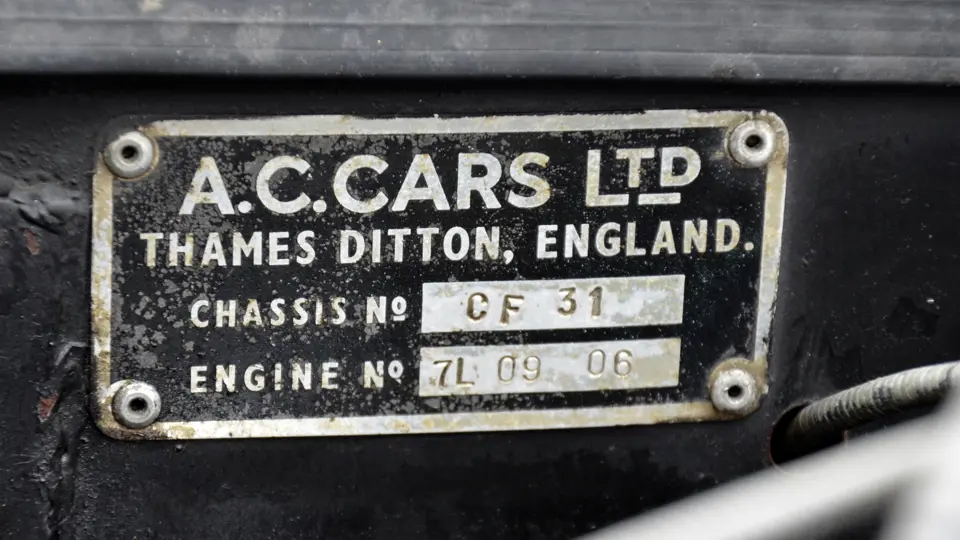 A.C.CARS LTD
THAMES DITTON, ENGLAND.
CHASSIS Nº CF 31
ENGINE Nº 7L 09 06